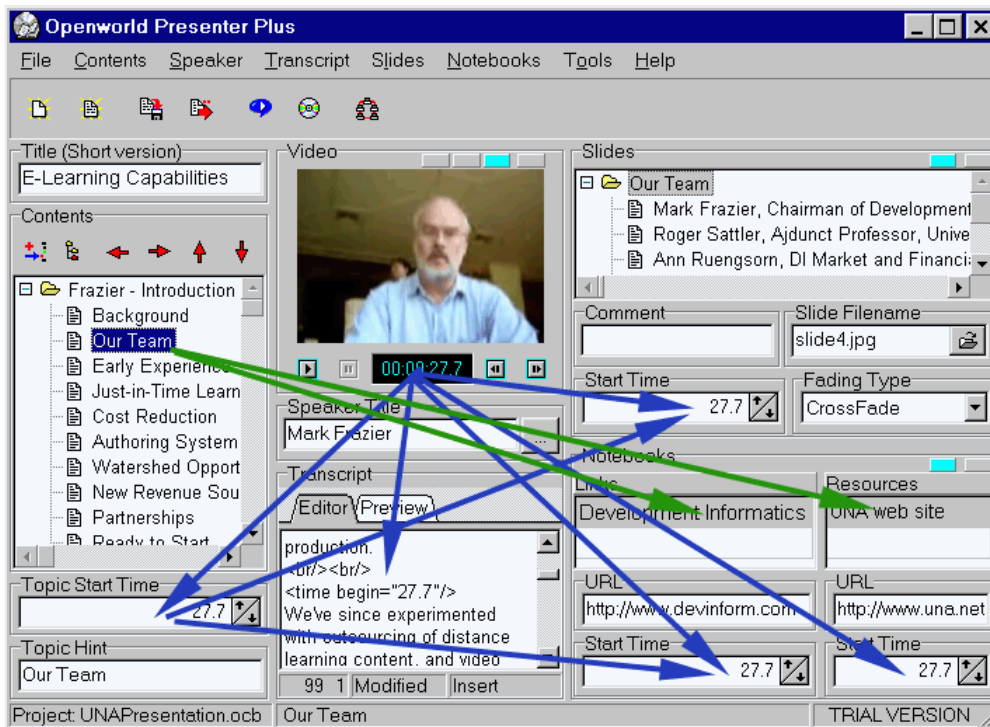 Openworld Presenter Plus
File Contents Speaker Transcript Slides Notebooks Tools Help
Title (Short version)
E-Learning Capabilities
Contents
Frazier - Introduction
Background
Our Team
Early Experience
Just-in-Time Learn
Cost Reduction
Authoring System
Watershed Opport
New Revenue Sou
Partnerships
Ready to Start
Topic Start Time
27.7
Topic Hint
Our Team
Video
00:09:27.7
Speaker Title
Mark Frazier
...
Transcript
Editor Preview
production.
<br/><br/>
<time begin="27.7"/>
We've since experimented
with outsourcing of distance
learning content, and video
99 1 Modified Insert
Slides
Our Team
Mark Frazier, Chairman of Development
Roger Sattler, Ajdunct Professor, Unive
Ann Ruengsorn, DI Market and Financi
Comment
Slide Filename
slide4.jpg
Start Time
27.7
Fading Type
CrossFade
Notebooks
Links
Development Informatics
Resources
UNA web site
URL
http://www.devinform.com
URL
http://www.una.net
Start Time
27.7
Start Time
27.7
Project: UNAPresentation.ocb Our Team TRIAL VERSION